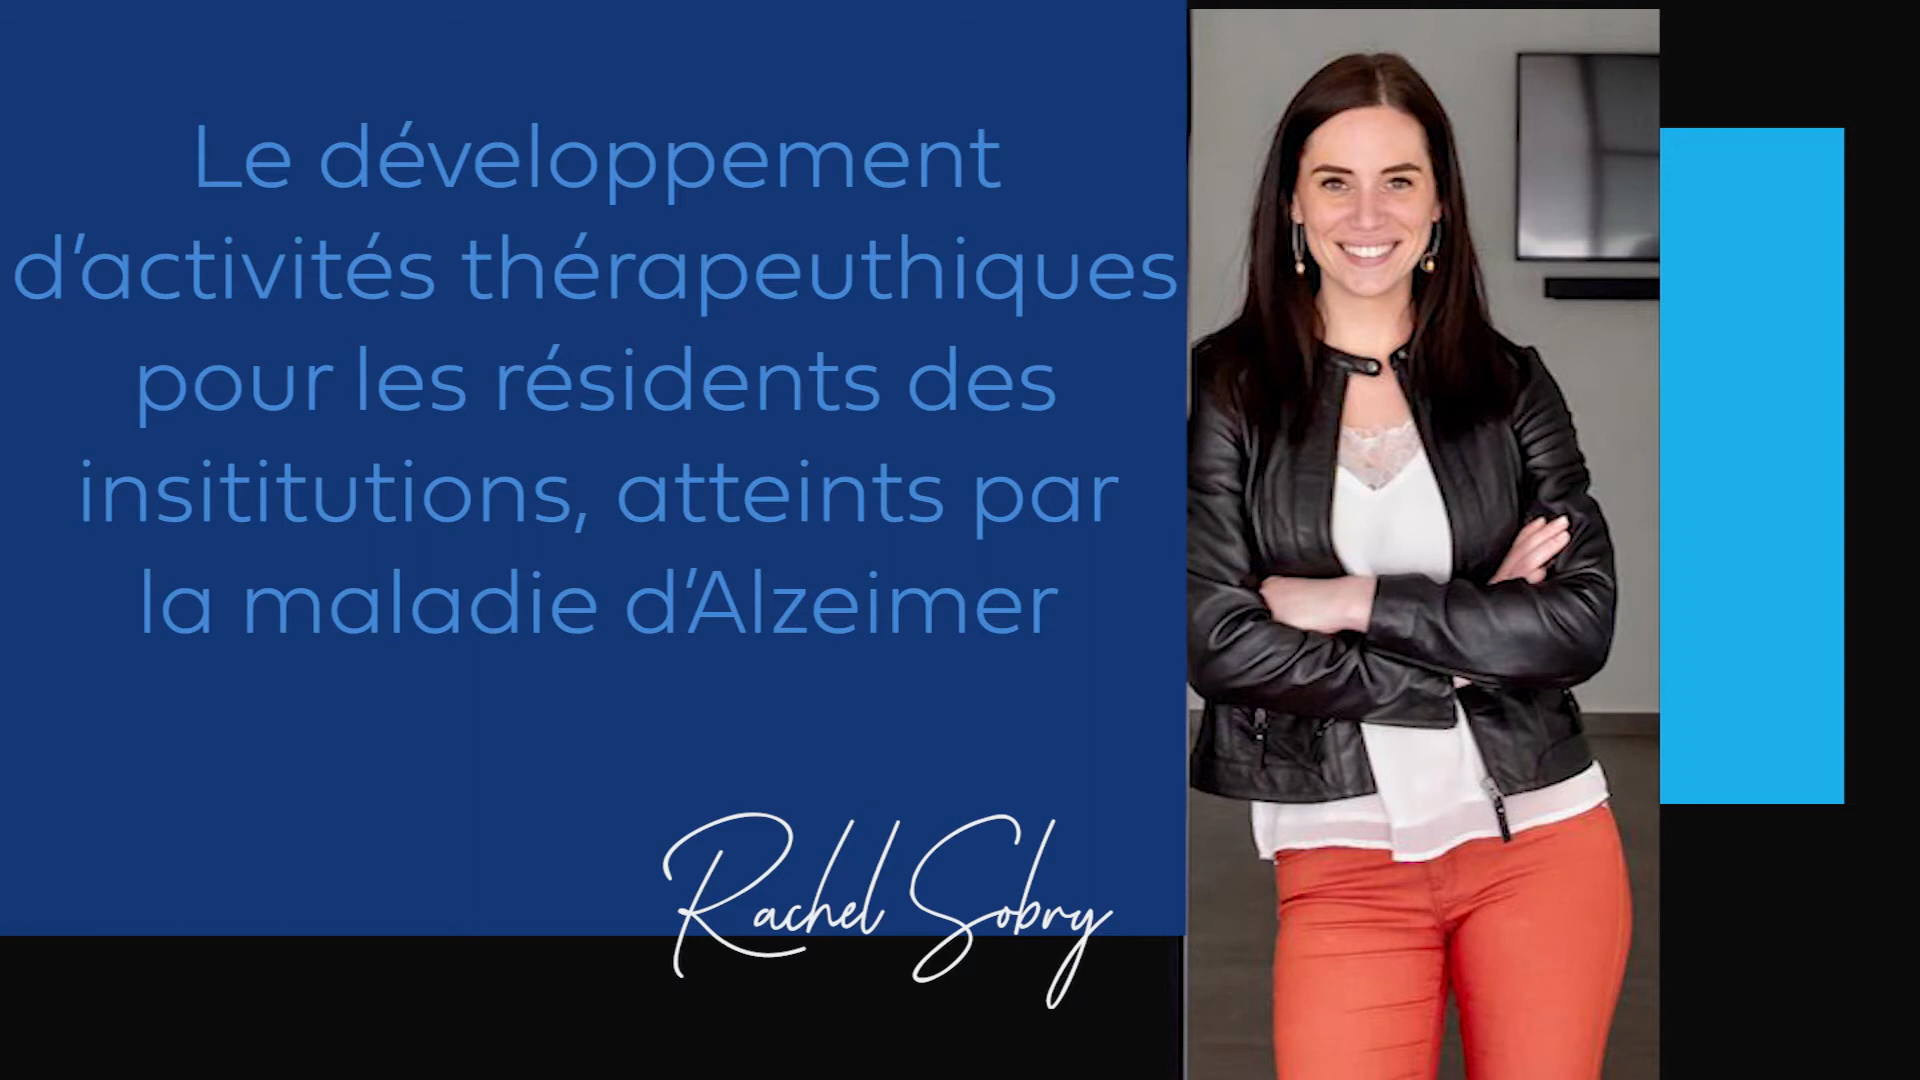 Le développement
d’activités thérapeuthiques
pour les résidents des
insititutions, atteints par
la maladie d’Alzeimer
Rachel Sobry